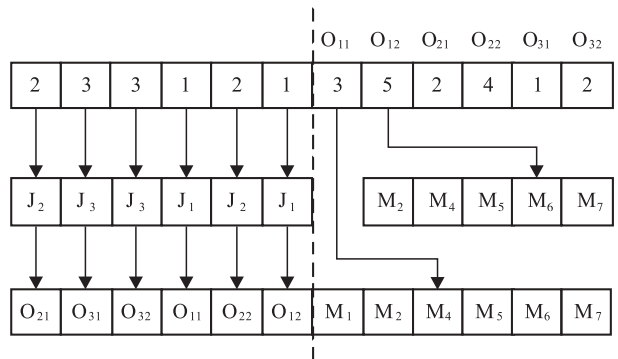 O₁₁ O₁₂ O₂₁ O₂₂ O₃₁ O₃₂
2 3 3 1 2 1 3 5 2 4 1 2
J₂ J₃ J₃ J₁ J₂ J₁ M₂ M₄ M₅ M₆ M₇
O₂₁ O₃₁ O₃₂ O₁₁ O₂₂ O₁₂ M₁ M₂ M₄ M₅ M₆ M₇